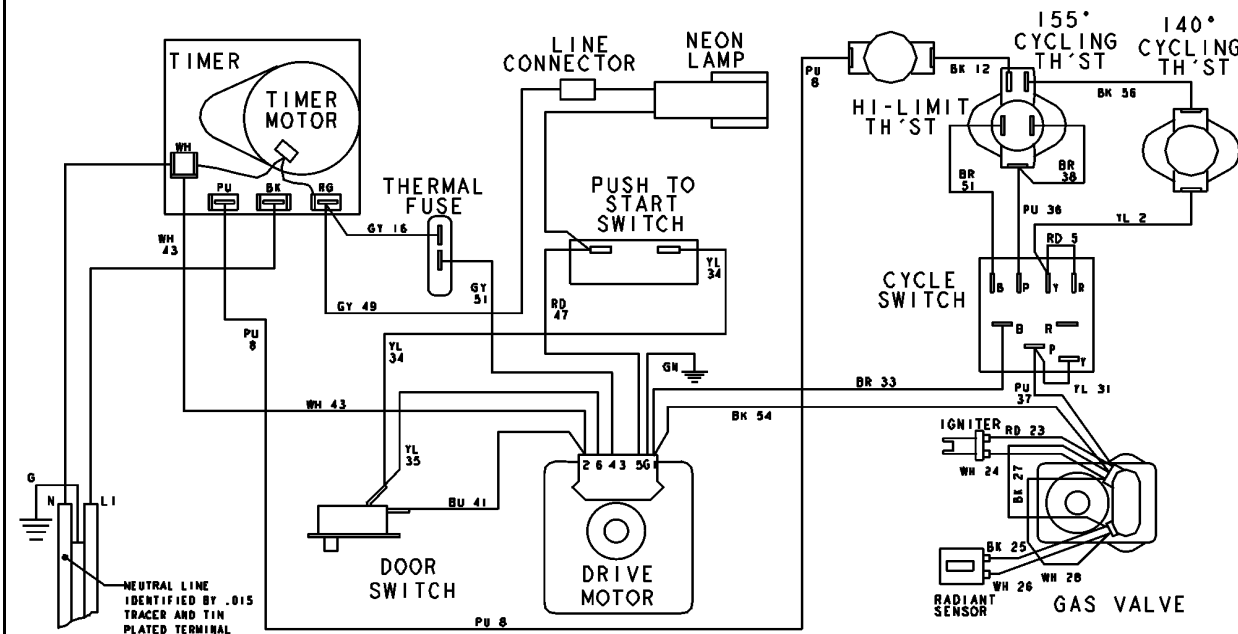 TIMER
TIMER
MOTOR
WH
PU
BK
RG
LINE
CONNECTOR
NEON
LAMP
PU
8
BK 12
HI-LIMIT
TH'ST
155°
CYCLING
TH'ST
140°
CYCLING
TH'ST
BK 56
BR
51
BR
38
PU 36
YL 2
RD 5
THERMAL
FUSE
GY 16
WH
43
GY 49
GY
51
PUSH TO
START
SWITCH
YL
34
RD
47
CYCLE
SWITCH
B
P
Y
R
B
R
P
Y
PU
8
YL
34
GN
BR 33
PU
37
YL 31
WH 43
BK 54
YL
35
2 6 4 3 5 G 1
IGNITER
RD 23
WH 24
BK 27
G
N
L1
BU 41
DOOR
SWITCH
DRIVE
MOTOR
BK 25
WH 26
WH 28
RADIANT
SENSOR
GAS VALVE
NEUTRAL LINE
IDENTIFIED BY .015
TRACER AND TIN
PLATED TERMINAL
PU 8